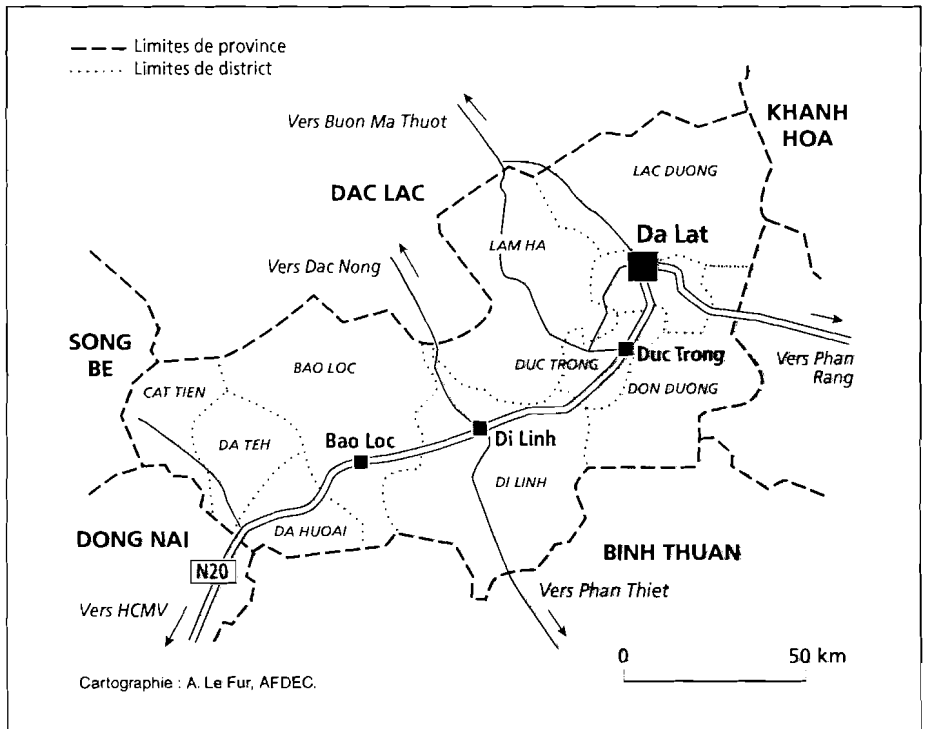 Limites de province
Limites de district
Vers Buon Ma Thuot
KHANH
HOA
LAC DUONG
DAC LAC
Da Lat
LAM HA
Vers Dac Nong
SONG
BE
BAO LOC
DUC TRONG
Duc Trong
Vers Phan
Rang
CAT TIEN
DON DUONG
DA TEH
Bao Loc
Di Linh
DI LINH
DONG NAI
DA HUOAI
BINH THUAN
N20
Vers HCMV
Vers Phan Thiet
0 50 km
Cartographie : A. Le Fur, AFDEC.